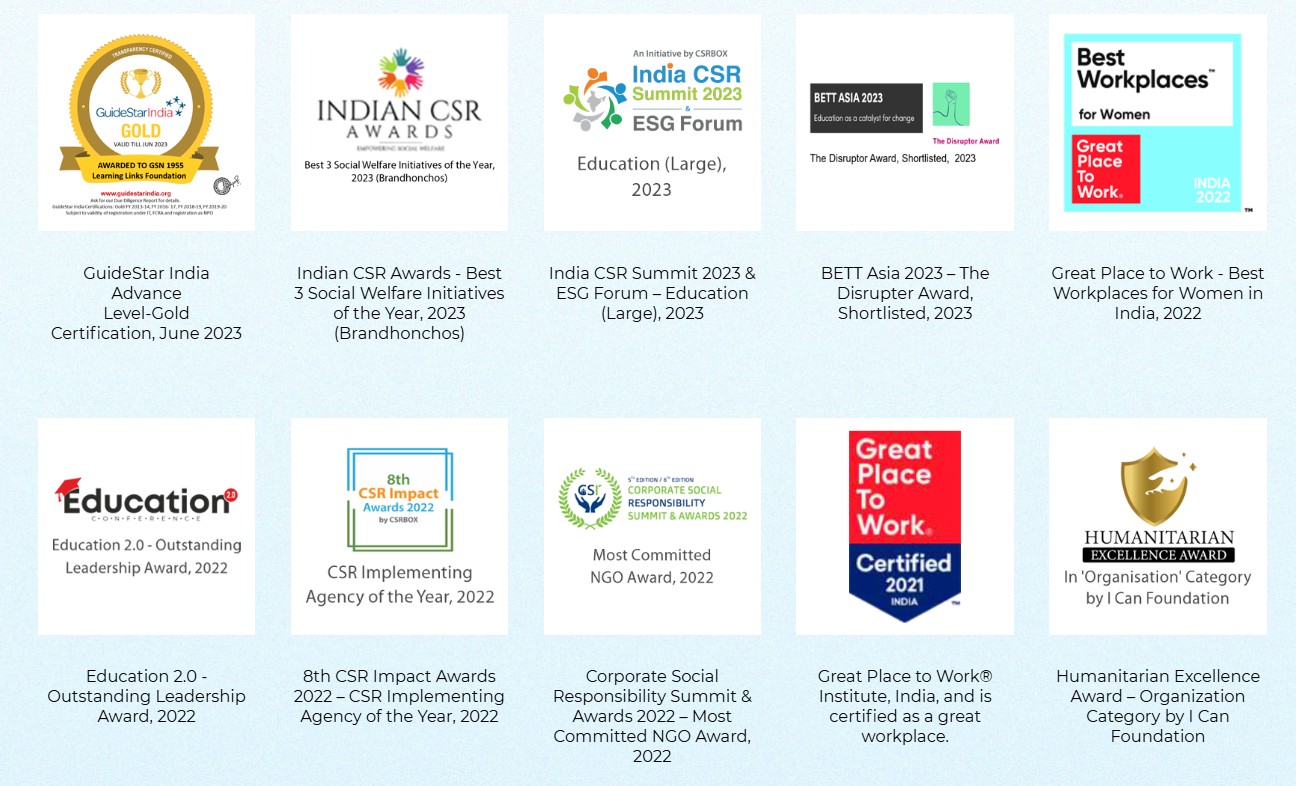 TRANSPARENCY CERTIFIED
GuideStarIndia
GOLD
VALID TILL JUN 2023
AWARDED TO GSN 1955
Learning Links Foundation
www.guidestarindia.org
Ask for our Due Diligence Report for details.
GuideStar India Certifications: Gold FY 2013-14, FY 2016- 17, FY 2018-19, FY 2019-20
Subject to validity of registration under IT, FCRA and registration as NPO
INDIAN CSR
AWARDS
EMPOWERING SOCIAL WELFARE
Best 3 Social Welfare Initiatives of the Year,
2023 (Brandhonchos)
An Initiative by CSRBOX
India CSR
Summit 2023
&
ESG Forum
Education (Large),
2023
BETT ASIA 2023
Education as a catalyst for change
The Disruptor Award
The Disruptor Award, Shortlisted, 2023
Best
Workplaces™
for Women
Great
Place
To
Work.
INDIA
2022
TM
GuideStar India
Advance
Level-Gold
Certification, June 2023
Indian CSR Awards - Best
3 Social Welfare Initiatives
of the Year, 2023
(Brandhonchos)
India CSR Summit 2023 &
ESG Forum – Education
(Large), 2023
BETT Asia 2023 – The
Disrupter Award,
Shortlisted, 2023
Great Place to Work - Best
Workplaces for Women in
India, 2022
Education 2.0
CONFERENCE
Education 2.0 - Outstanding
Leadership Award, 2022
8th
CSR Impact
Awards 2022
by CSRBOX
CSR Implementing
Agency of the Year, 2022
CSr
5TH EDITION / 6TH EDITION
CORPORATE SOCIAL
RESPONSIBILITY
SUMMIT & AWARDS 2022
Most Committed
NGO Award, 2022
Great
Place
To
Work®
Certified
2021
INDIA
TM
HUMANITARIAN
EXCELLENCE AWARD
In 'Organisation' Category
by I Can Foundation
Education 2.0 -
Outstanding Leadership
Award, 2022
8th CSR Impact Awards
2022 – CSR Implementing
Agency of the Year, 2022
Corporate Social
Responsibility Summit &
Awards 2022 – Most
Committed NGO Award,
2022
Great Place to Work®
Institute, India, and is
certified as a great
workplace.
Humanitarian Excellence
Award – Organization
Category by I Can
Foundation